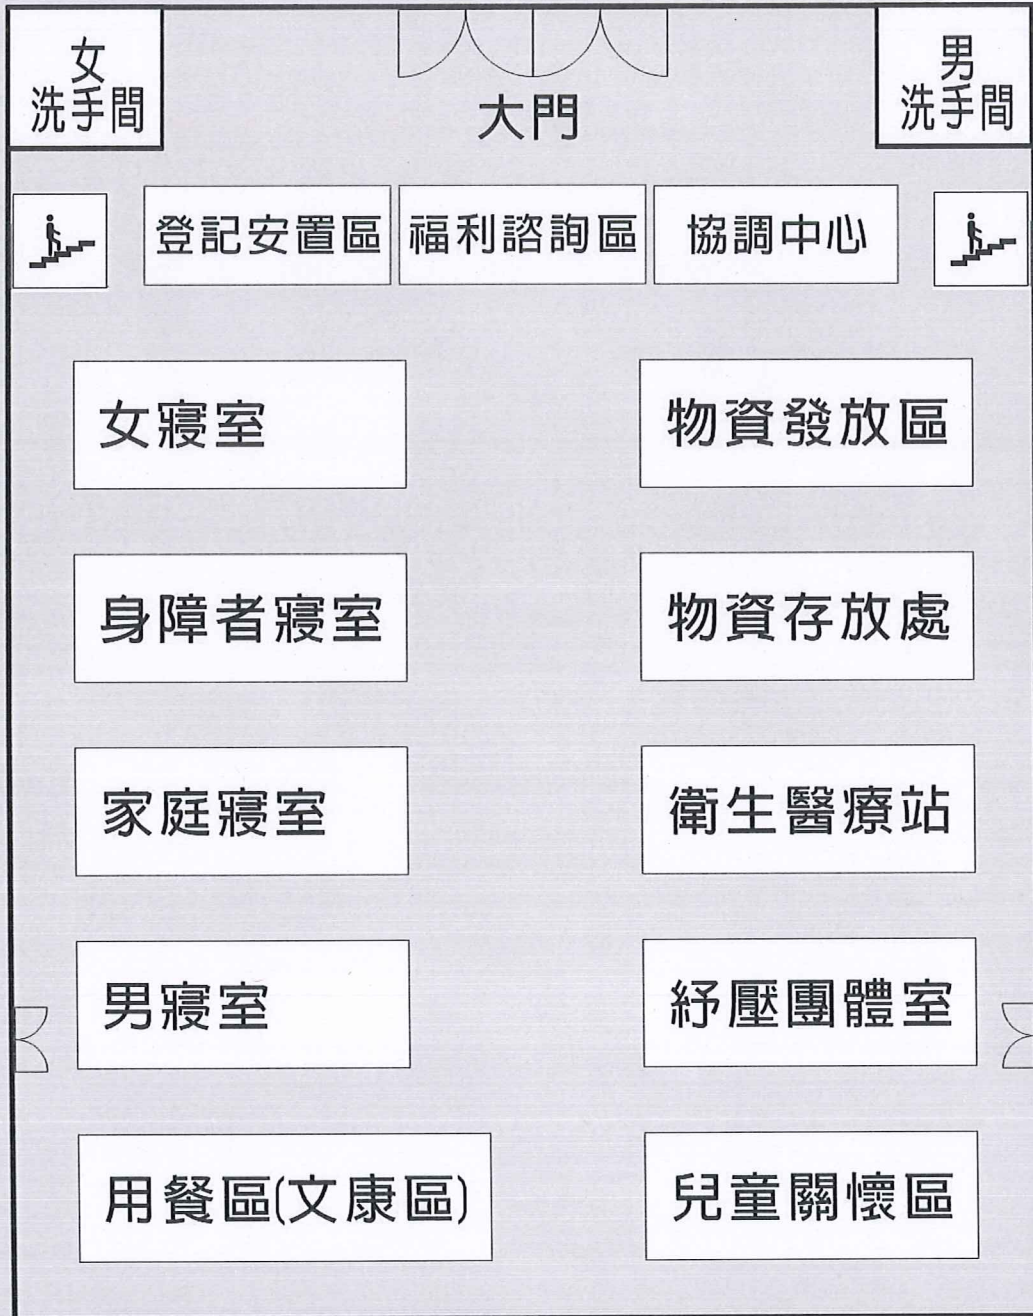 女
洗手間
大門
男
洗手間
登記安置區
福利諮詢區
協調中心
女寢室
物資發放區
身障者寢室
物資存放處
家庭寢室
衛生醫療站
男寢室
紓壓團體室
用餐區(文康區)
兒童關懷區